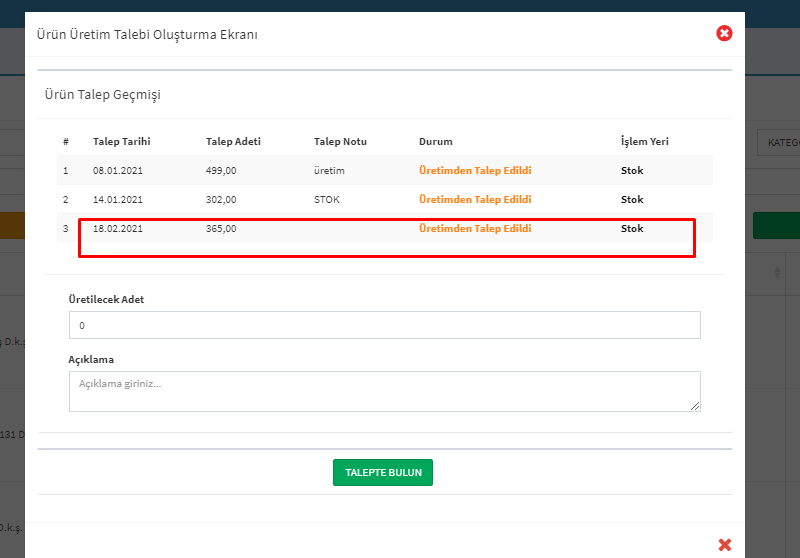 Ürün Üretim Talebi Oluşturma Ekranı
Ürün Talep Geçmişi
# Talep Tarihi Talep Adeti Talep Notu Durum İşlem Yeri
1 08.01.2021 499,00 üretim Üretimden Talep Edildi Stok
2 14.01.2021 302,00 STOK Üretimden Talep Edildi Stok
3 18.02.2021 365,00 Üretimden Talep Edildi Stok
Üretilecek Adet
0
Açıklama
Açıklama giriniz...
TALEPTE BULUN
KATEG
D.k.ş
131 D
D.k.ş.